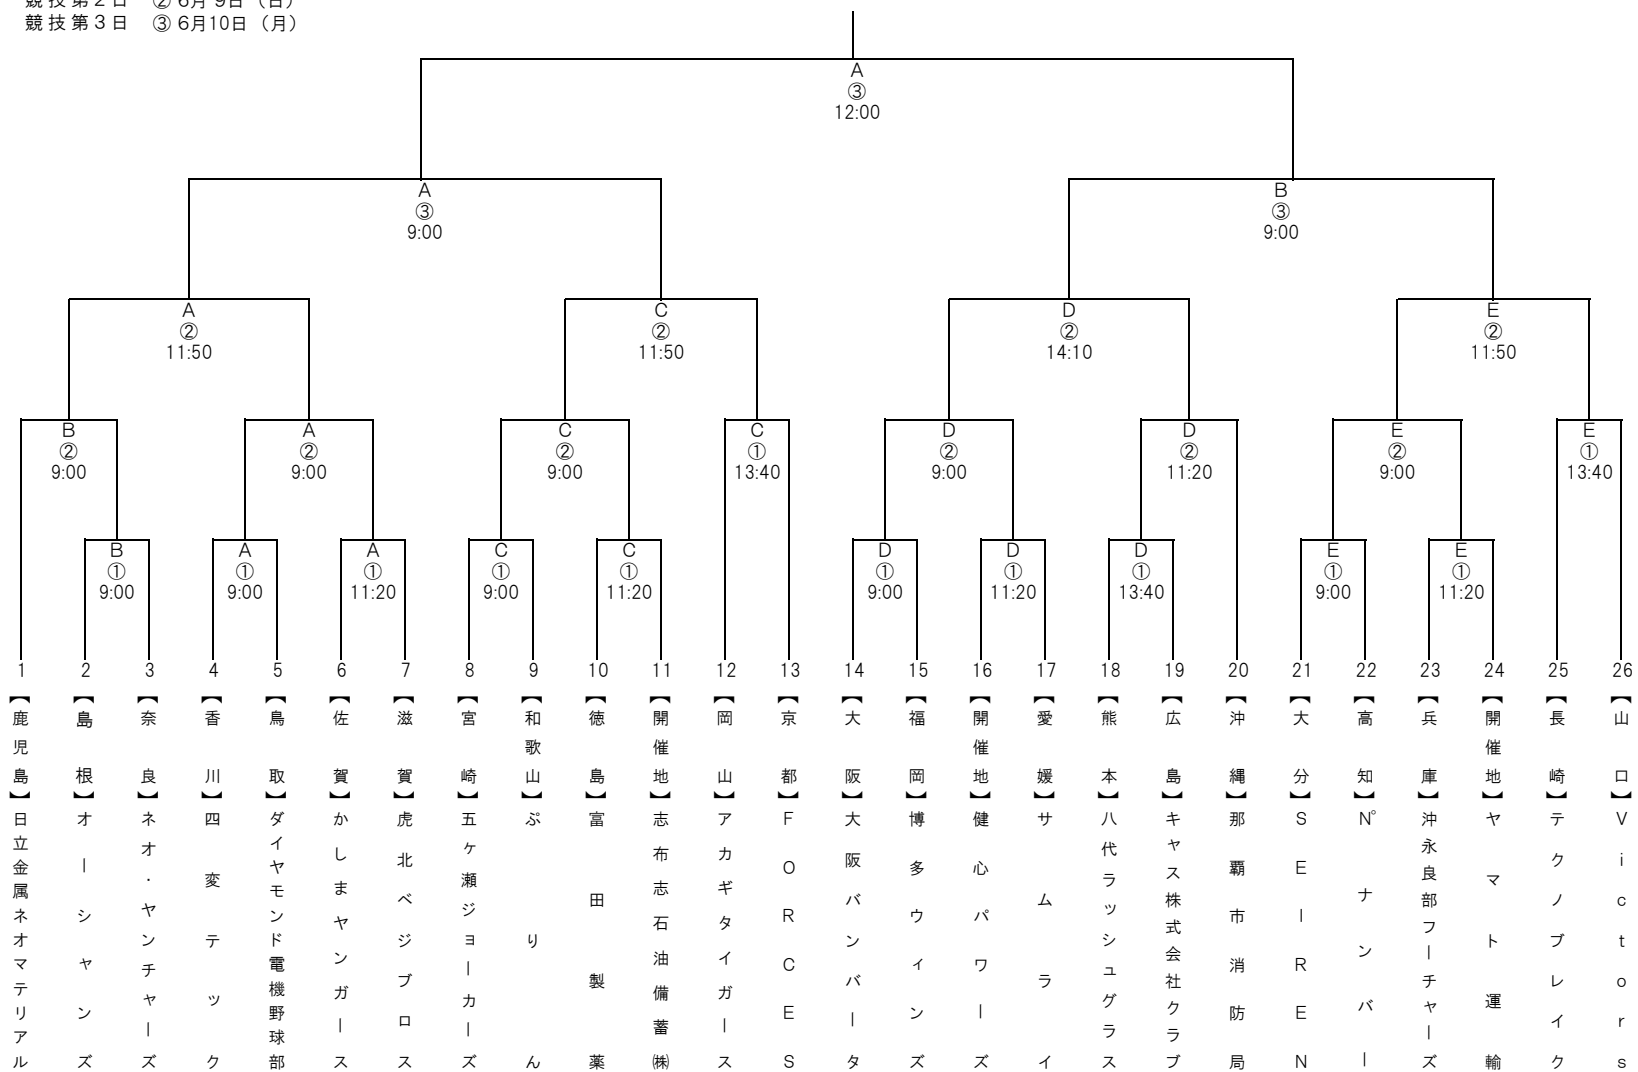 競技第2日 ② 6月 9日(日)
競技第3日 ③ 6月10日(月)
A
③
12:00
A
③
9:00
B
③
9:00
A
②
11:50
C
②
11:50
D
②
14:10
E
②
11:50
B
②
9:00
A
②
9:00
C
②
9:00
C
①
13:40
D
②
9:00
D
②
11:20
E
②
9:00
E
①
13:40
B
①
9:00
A
①
9:00
A
①
11:20
C
①
9:00
C
①
11:20
D
①
9:00
D
①
11:20
D
①
13:40
E
①
9:00
E
①
11:20
1【鹿児島】日立金属ネオマテリアル
2【島根】オーシャンズ
3【奈良】ネオ・ヤンチャーズ
4【香川】四変テック
5【鳥取】ダイヤモンド電機野球部
6【佐賀】かしまヤンガース
7【滋賀】虎北ベジブロス
8【宮崎】五ヶ瀬ジョーカーズ
9【和歌山】ぷりん
10【徳島】富田製薬
11【開催地】志布志石油備蓄㈱
12【岡山】アカギタイガース
13【京都】FORCES
14【大阪】大阪バンバータ
15【福岡】博多ウィンズ
16【開催地】健心パワーズ
17【愛媛】サムライ
18【熊本】八代ラッシュグラス
19【広島】キャス株式会社クラブ
20【沖縄】那覇市消防局
21【大分】SEIREN
22【高知】N°ナンバー
23【兵庫】沖永良部フーチャーズ
24【開催地】ヤマト運輸
25【長崎】テクノブレイク
26【山口】Victors